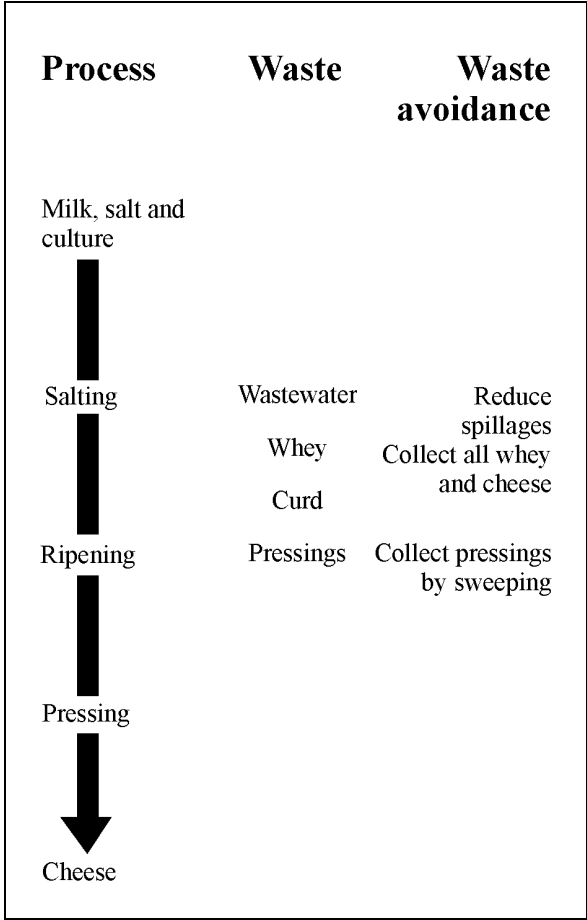 Process
Waste
Waste
avoidance
Milk, salt and
culture
Salting
Wastewater
Reduce
spillages
Whey
Collect all whey
and cheese
Curd
Ripening
Pressings
Collect pressings
by sweeping
Pressing
Cheese